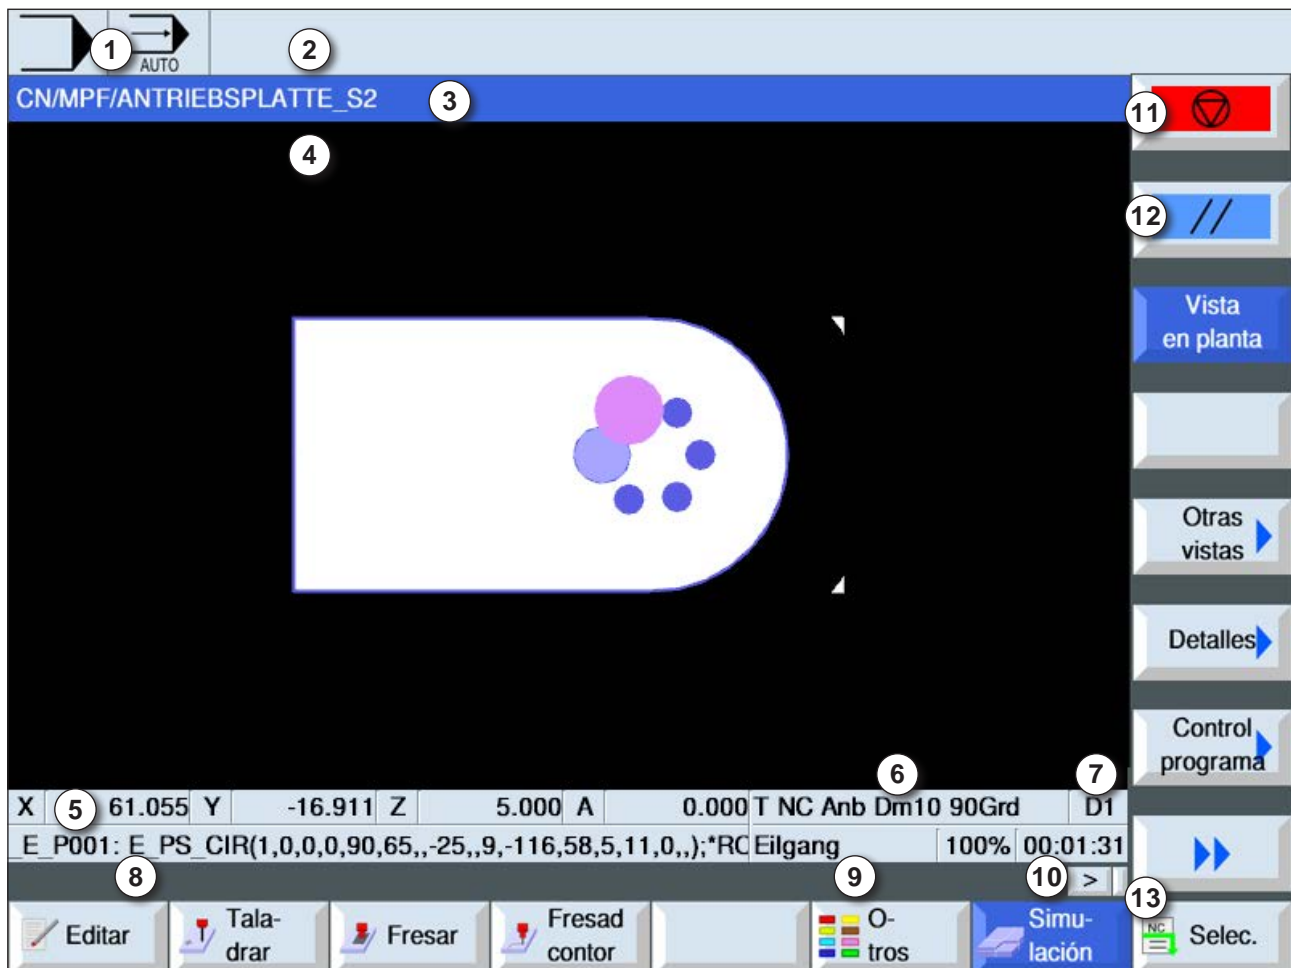 1
AUTO
2
CN/MPF/ANTRIEBSPLATTE_S2
3
4
11
12
Vista
en planta
Otras
vistas
Detalles
Control
programa
6
7
X 5 61.055 Y -16.911 Z 5.000 A 0.000 T NC Anb Dm10 90Grd D1
_E_P001: E_PS_CIR(1,0,0,0,90,65,,-25,,9,-116,58,5,11,0,,);*RC Eilgang 100% 00:01:31
8
9
10
>
13
Editar
Tala-
drar
Fresar
Fresad
contor
O-
tros
Simu-
lación
NC
Selec.